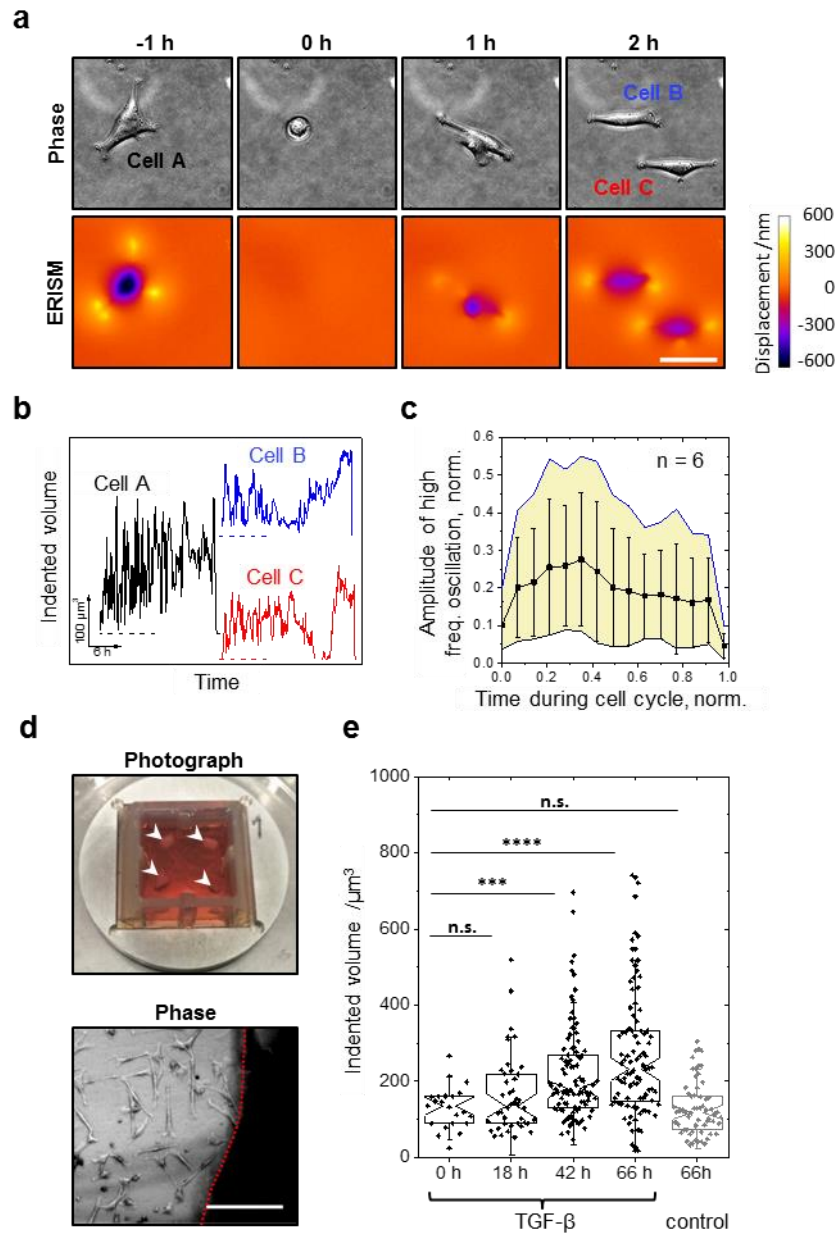 a
-1 h 0 h 1 h 2 h
Phase
Cell A
Cell B
Cell C
ERISM
Displacement /nm
600
300
0
-300
-600
b
Indented volume
Cell A
Cell B
Cell C
100 µm³
6 h
Time
c
Amplitude of high
freq. oscillation, norm.
0.6
0.5
0.4
0.3
0.2
0.1
0.0
n = 6
0.0 0.2 0.4 0.6 0.8 1.0
Time during cell cycle, norm.
d
Photograph
Phase
e
Indented volume /µm³
1000
800
600
400
200
0
n.s.
****
***
n.s.
0 h 18 h 42 h 66 h 66h
TGF-β control